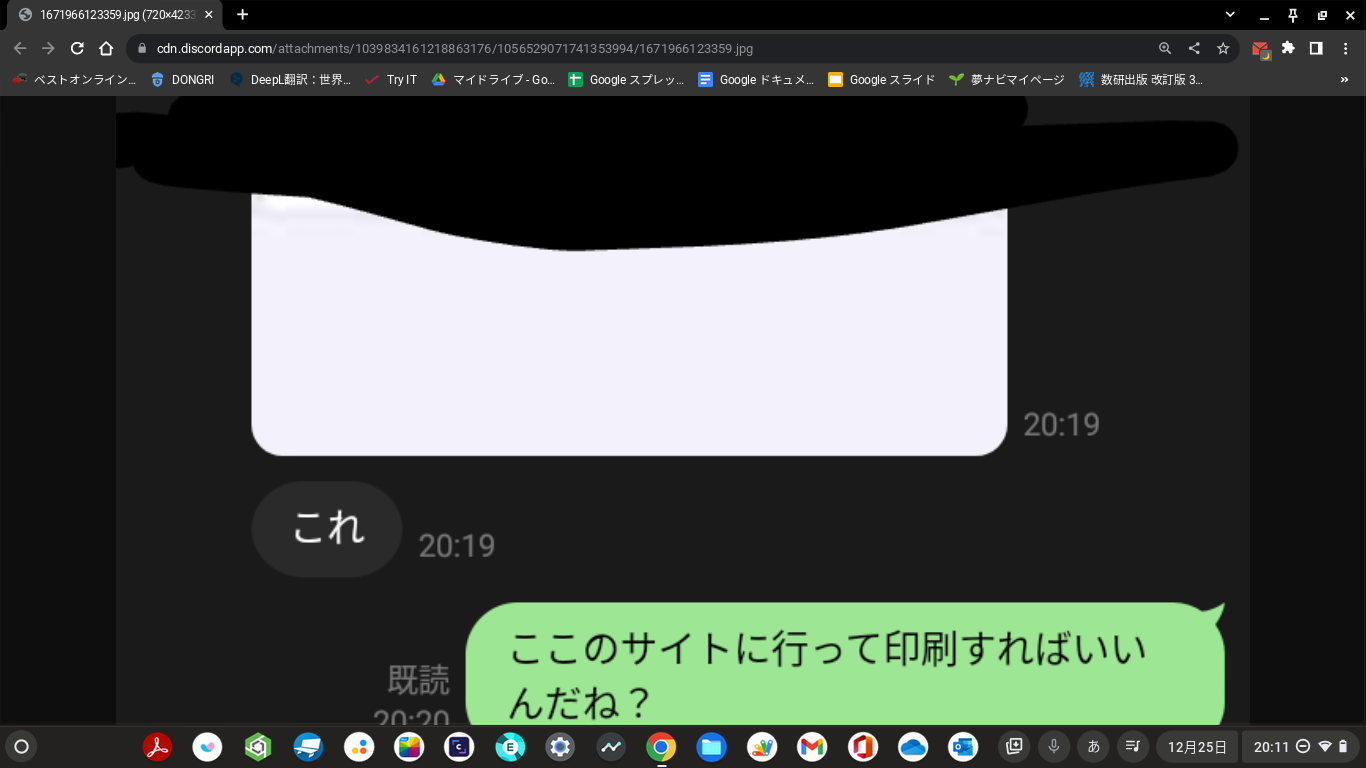 1671966123359.jpg (720×4233
cdn.discordapp.com/attachments/1039834161218863176/1056529071741353994/1671966123359.jpg
ベストオンライン… DONGRI DeepL翻訳：世界… Try IT マイドライブ - Go… Google スプレッ… Google ドキュメ… Google スライド 夢ナビマイページ 数研出版 改訂版 3… »
20:19
これ
20:19
ここのサイトに行って印刷すればいい
んだね？
既読
20:20
あ 12月25日 20:11